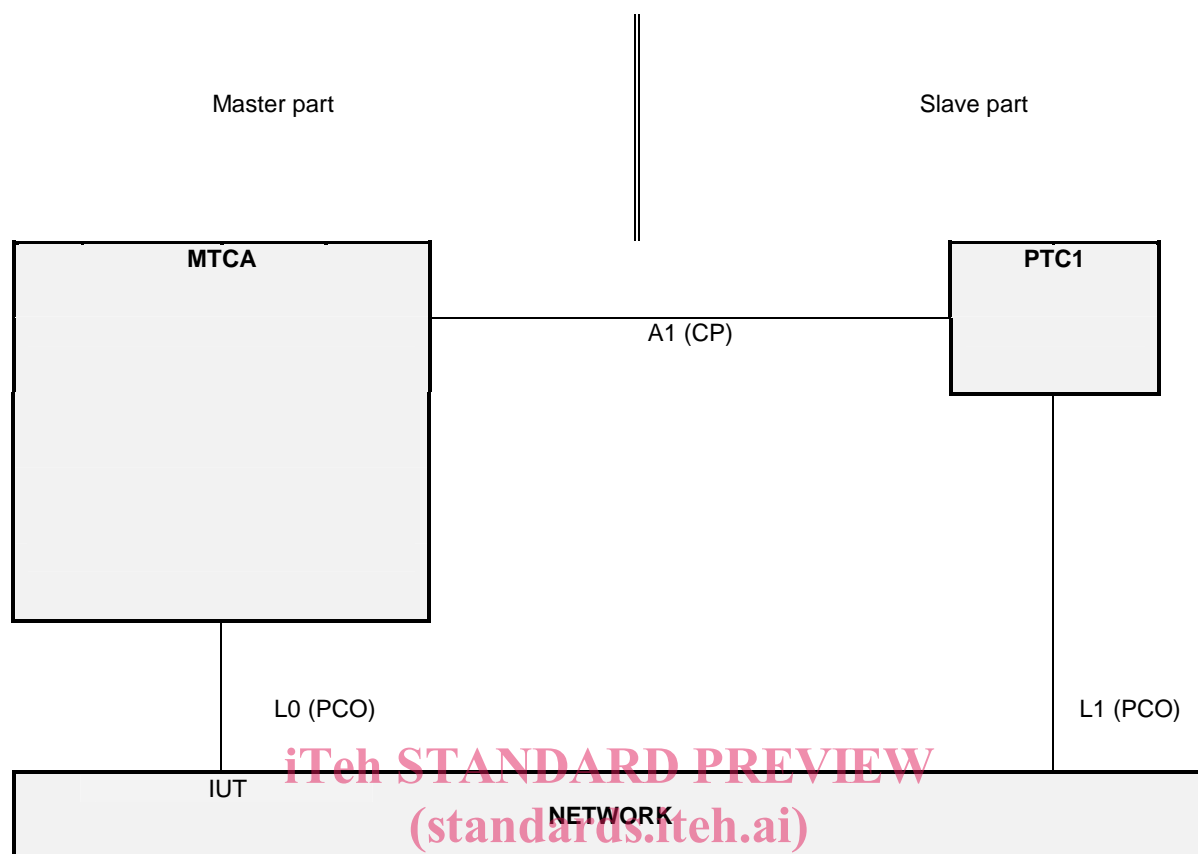 Master part
Slave part
MTCA
PTC1
A1 (CP)
L0 (PCO)
L1 (PCO)
iTeh STANDARD PREVIEW
IUT
NETWORK
(standards.iteh.ai)